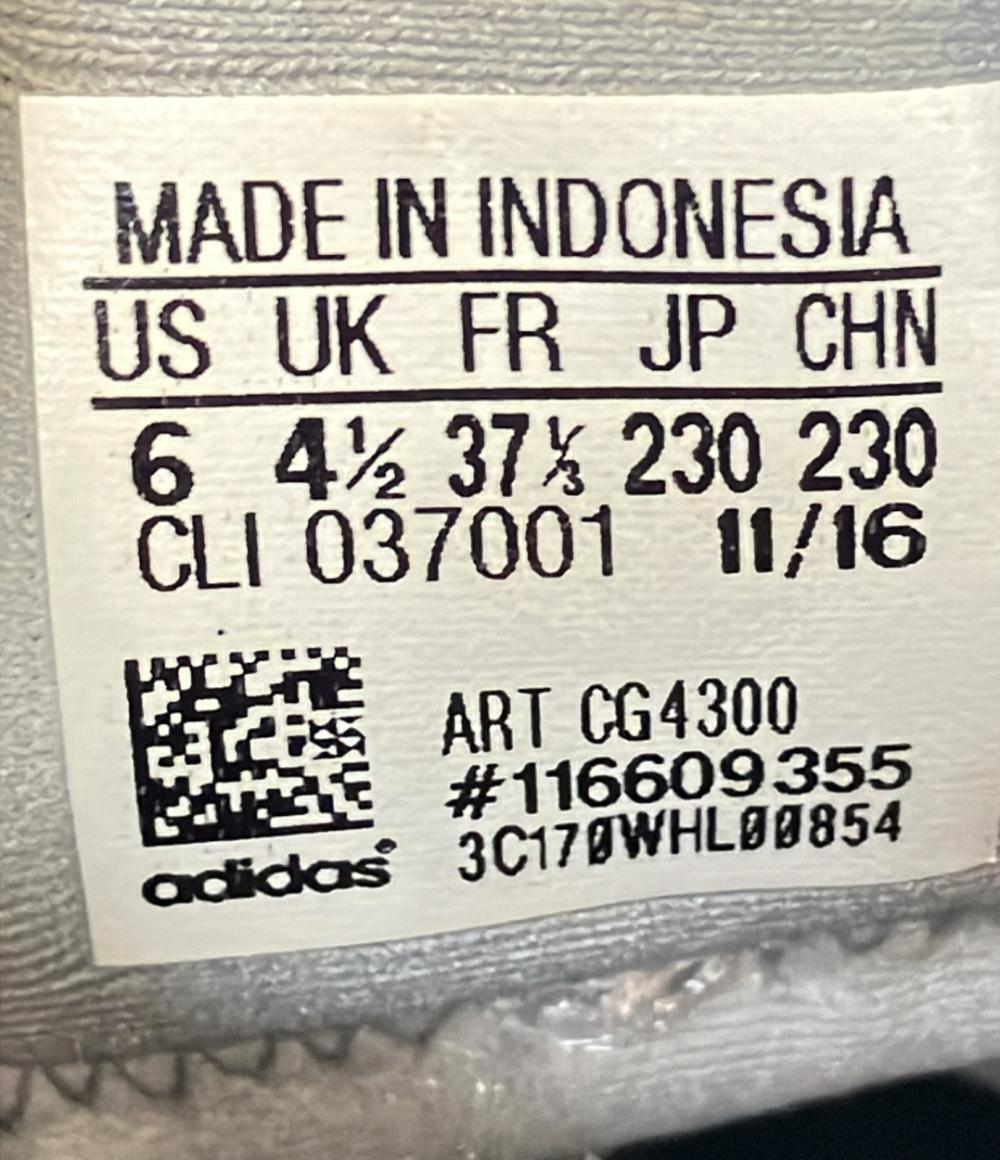 MADE IN INDONESIA
US UK FR JP CHN
6 4½ 37⅓ 230 230
CLI 037001 11/16
ART CG4300
#116609355
3C170WHL00854
adidas®